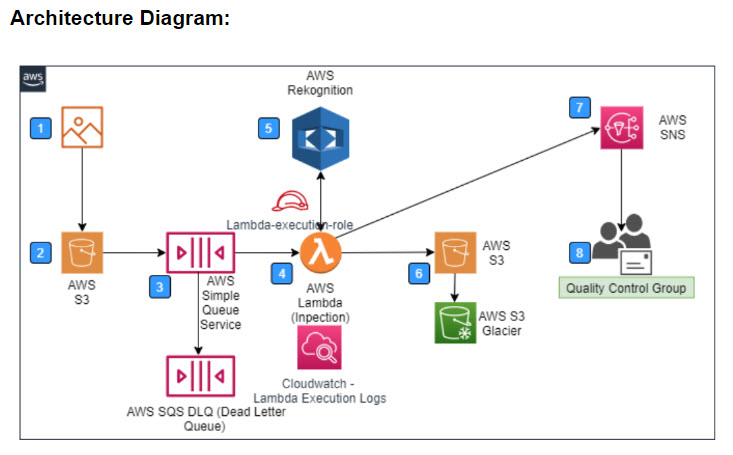 Architecture Diagram:
aws
AWS
Rekognition
1
5
7
AWS
SNS
Lambda-execution-role
2
AWS
S3
3
AWS
Simple
Queue
Service
4
AWS
Lambda
(Inpection)
6
AWS
S3
8
Quality Control Group
AWS S3
Glacier
Cloudwatch -
Lambda Execution Logs
AWS SQS DLQ (Dead Letter
Queue)